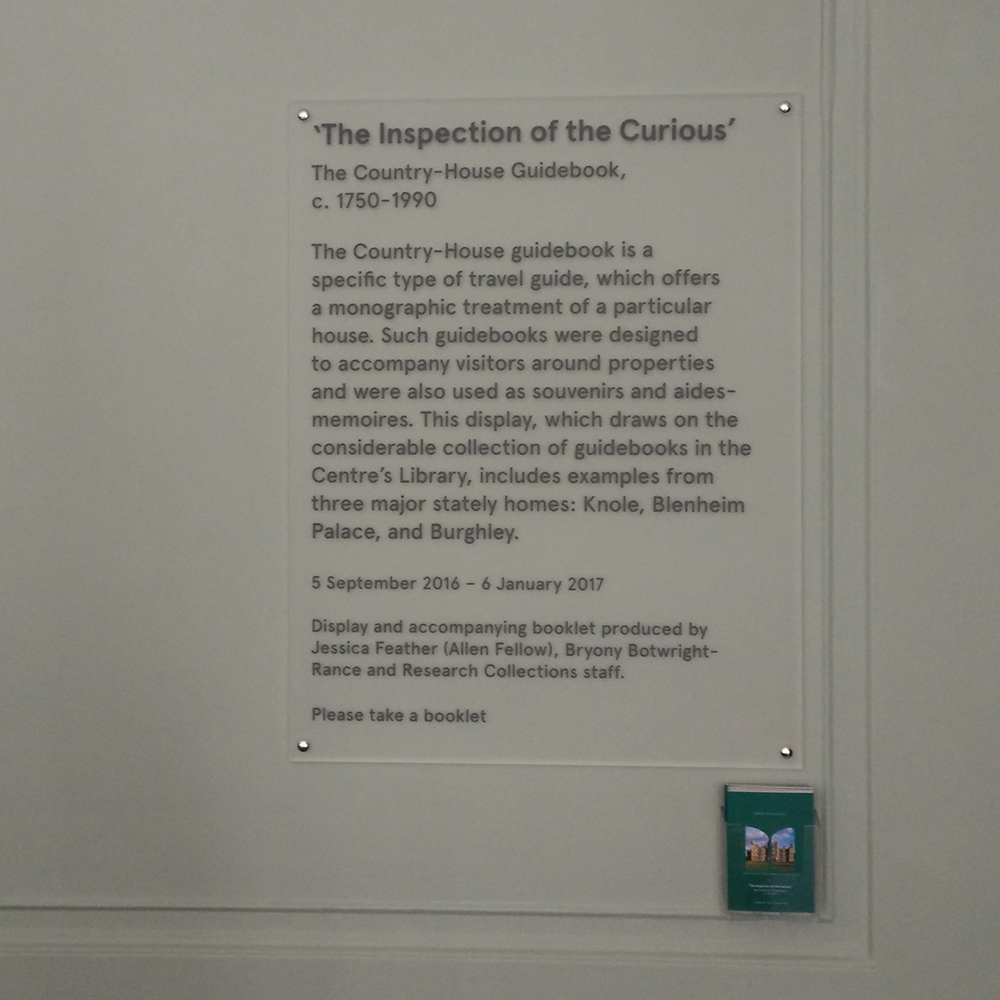 ‘The Inspection of the Curious’
The Country-House Guidebook,
c. 1750-1990
The Country-House guidebook is a
specific type of travel guide, which offers
a monographic treatment of a particular
house. Such guidebooks were designed
to accompany visitors around properties
and were also used as souvenirs and aides-
memoires. This display, which draws on the
considerable collection of guidebooks in the
Centre’s Library, includes examples from
three major stately homes: Knole, Blenheim
Palace, and Burghley.
5 September 2016 – 6 January 2017
Display and accompanying booklet produced by
Jessica Feather (Allen Fellow), Bryony Botwright-
Rance and Research Collections staff.
Please take a booklet